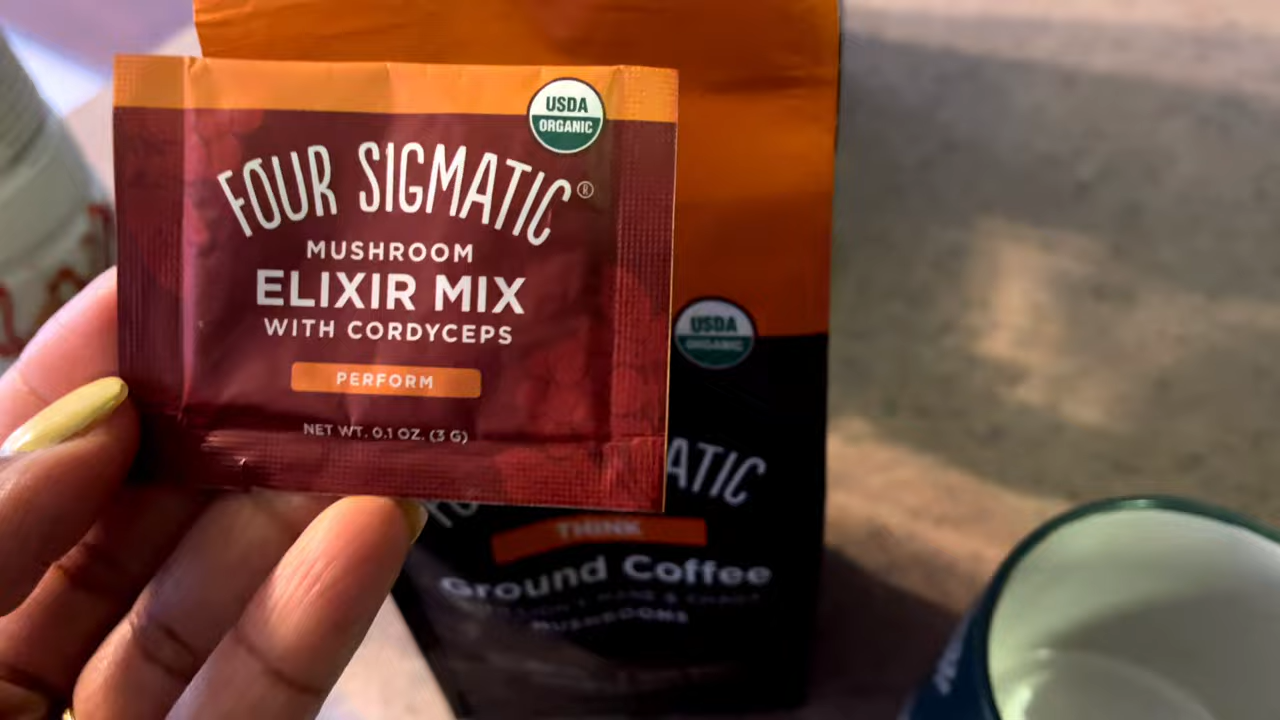 USDA
ORGANIC
FOUR SIGMATIC®
MUSHROOM
ELIXIR MIX
WITH CORDYCEPS
PERFORM
NET WT. 0.1 OZ. (3 G)
USDA
ORGANIC
ATIC
THINK
Ground Coffee
MUSHROOMS